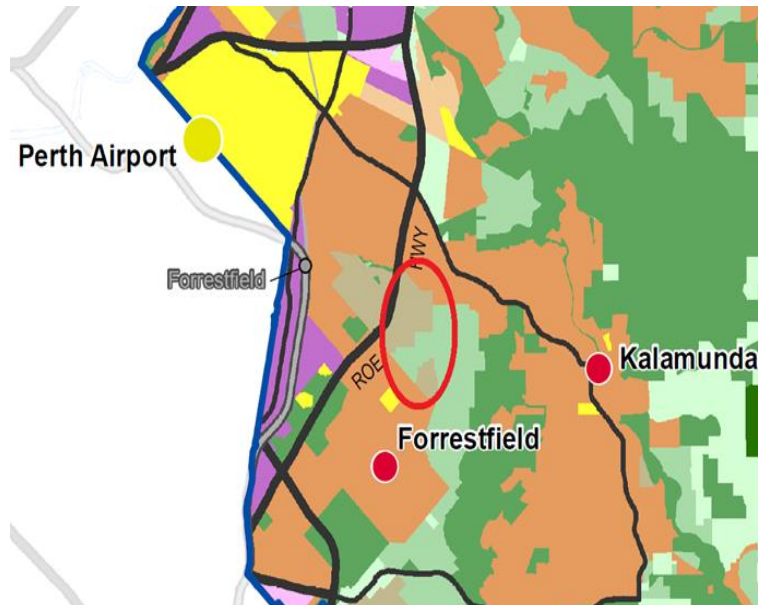 Perth Airport
HWY
Forrestfield
ROE
Kalamunda
Forrestfield